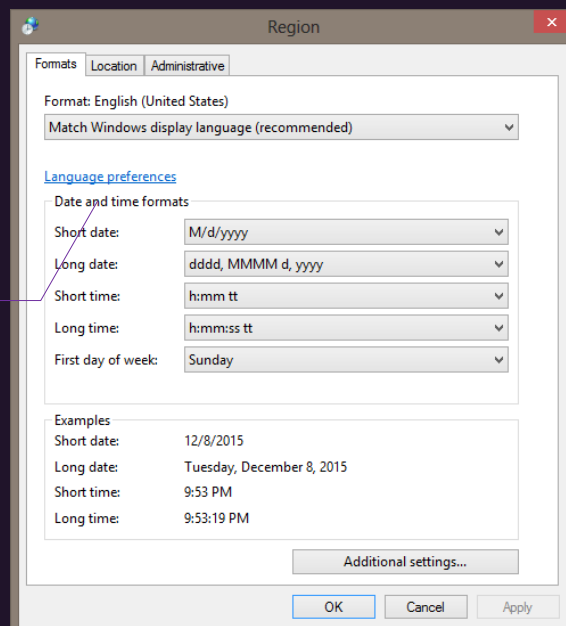 Region
Formats Location Administrative
Format: English (United States)
Match Windows display language (recommended)
Language preferences
Date and time formats
Short date: M/d/yyyy
Long date: dddd, MMMM d, yyyy
Short time: h:mm tt
Long time: h:mm:ss tt
First day of week: Sunday
Examples
Short date: 12/8/2015
Long date: Tuesday, December 8, 2015
Short time: 9:53 PM
Long time: 9:53:19 PM
Additional settings...
OK Cancel Apply